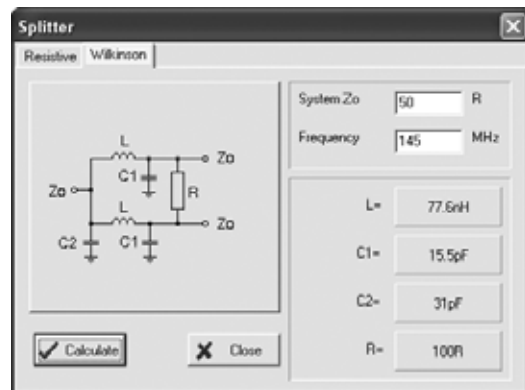 Splitter
Resistive Wilkinson
System Zo 50 R
Frequency 145 MHz
L
C1
Zo
Zo
R
L
Zo
C2
C1
L= 77.6nH
C1= 15.5pF
C2= 31pF
R= 100R
Calculate
Close